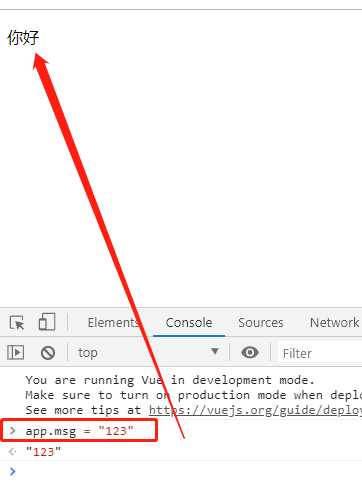 你好
Elements Console Sources Network
top Filter
You are running Vue in development mode.
Make sure to turn on production mode when deplo
See more tips at https://vuejs.org/guide/deploy
> app.msg = "123"
"123"
>